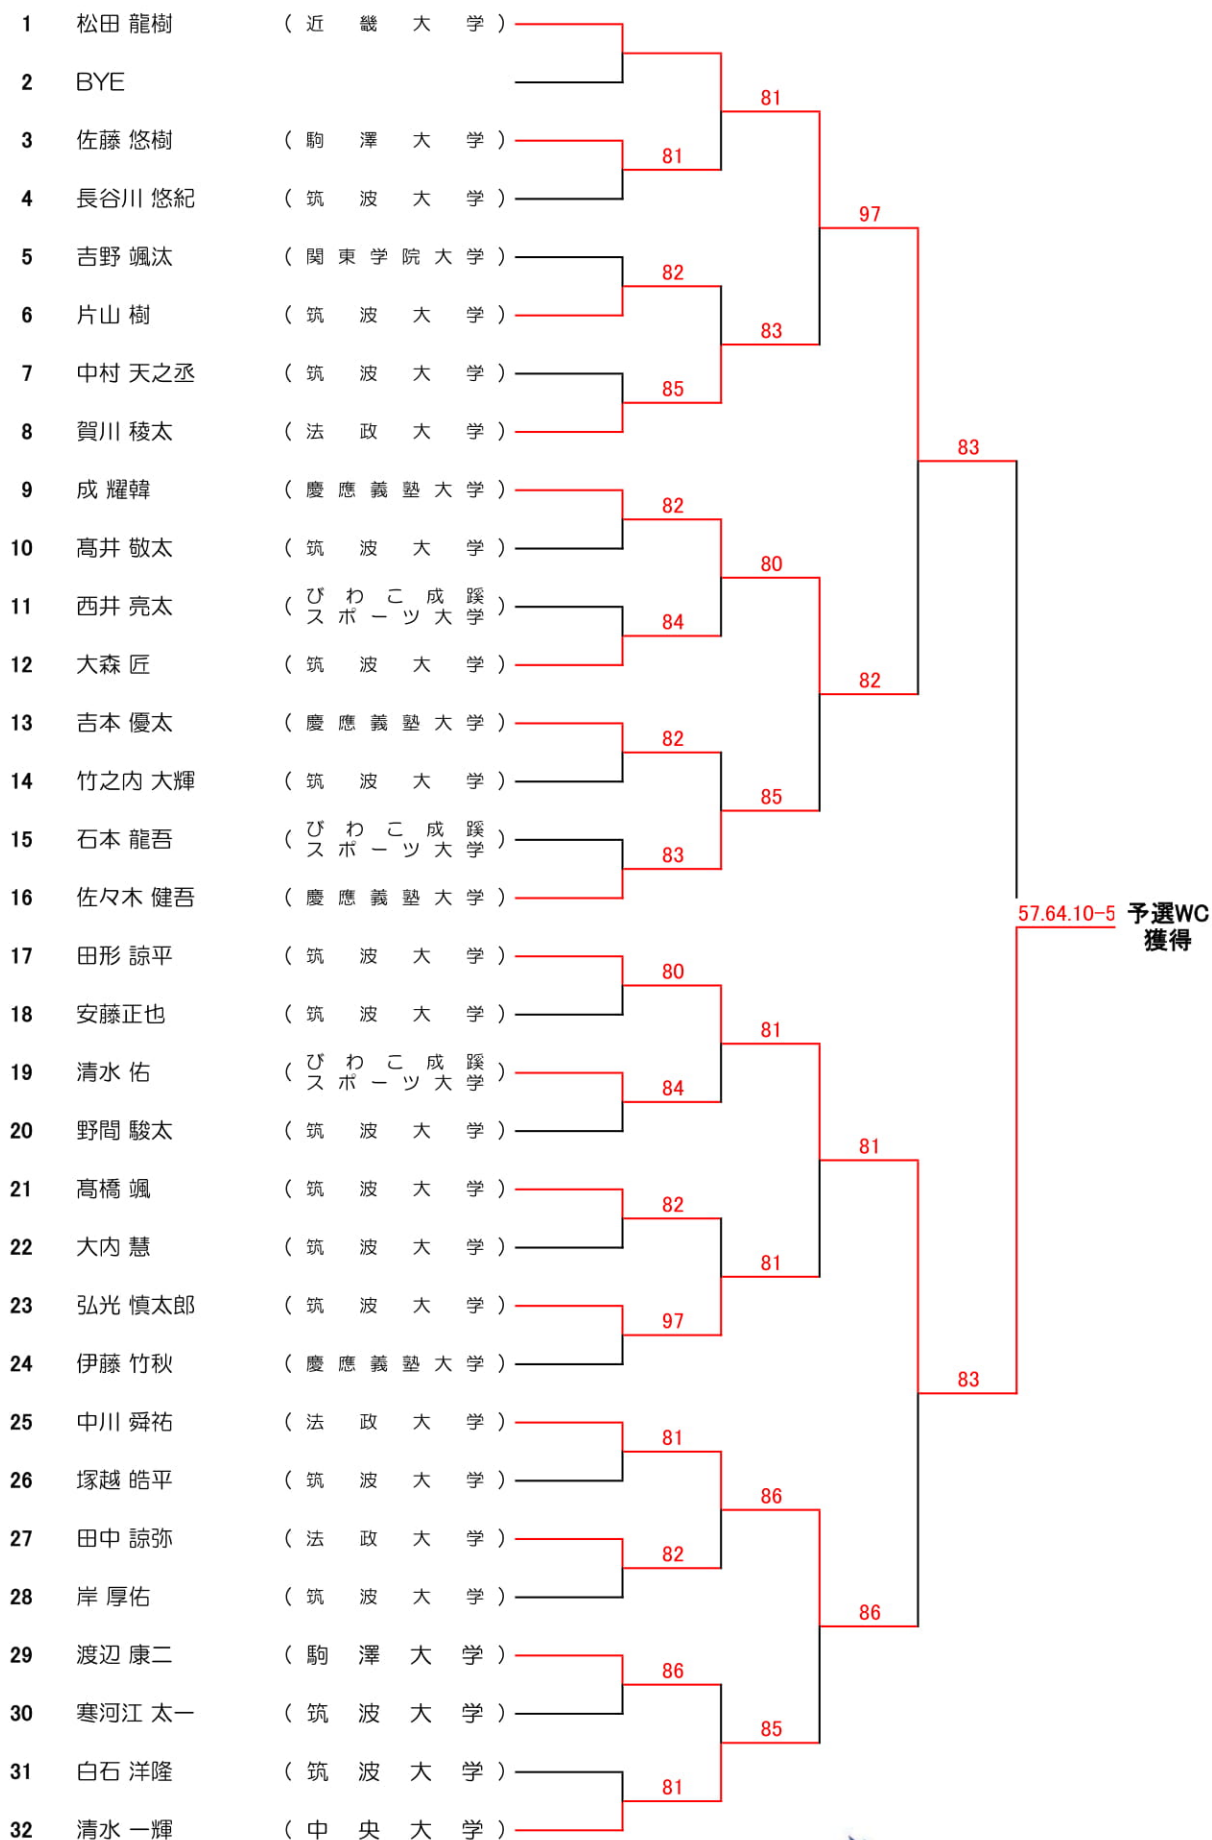 1 松田 龍樹 ( 近 畿 大 学 )
2 BYE
81
3 佐藤 悠樹 ( 駒 澤 大 学 )
81
4 長谷川 悠紀 ( 筑 波 大 学 )
97
5 吉野 颯汰 ( 関 東 学 院 大 学 )
82
6 片山 樹 ( 筑 波 大 学 )
83
7 中村 天之丞 ( 筑 波 大 学 )
85
8 賀川 稜太 ( 法 政 大 学 )
83
9 成 耀韓 ( 慶 應 義 塾 大 学 )
82
10 髙井 敬太 ( 筑 波 大 学 )
80
11 西井 亮太 ( び わ こ 成 蹊
ス ポ ー ツ 大 学 )
84
12 大森 匠 ( 筑 波 大 学 )
82
13 吉本 優太 ( 慶 應 義 塾 大 学 )
82
14 竹之内 大輝 ( 筑 波 大 学 )
85
15 石本 龍吾 ( び わ こ 成 蹊
ス ポ ー ツ 大 学 )
83
16 佐々木 健吾 ( 慶 應 義 塾 大 学 )
57.64.10-5 予選WC
獲得
17 田形 諒平 ( 筑 波 大 学 )
80
18 安藤正也 ( 筑 波 大 学 )
81
19 清水 佑 ( び わ こ 成 蹊
ス ポ ー ツ 大 学 )
84
20 野間 駿太 ( 筑 波 大 学 )
81
21 髙橋 颯 ( 筑 波 大 学 )
82
22 大内 慧 ( 筑 波 大 学 )
81
23 弘光 慎太郎 ( 筑 波 大 学 )
97
24 伊藤 竹秋 ( 慶 應 義 塾 大 学 )
83
25 中川 舜祐 ( 法 政 大 学 )
81
26 塚越 皓平 ( 筑 波 大 学 )
86
27 田中 諒弥 ( 法 政 大 学 )
82
28 岸 厚佑 ( 筑 波 大 学 )
86
29 渡辺 康二 ( 駒 澤 大 学 )
86
30 寒河江 太一 ( 筑 波 大 学 )
85
31 白石 洋隆 ( 筑 波 大 学 )
81
32 清水 一輝 ( 中 央 大 学 )